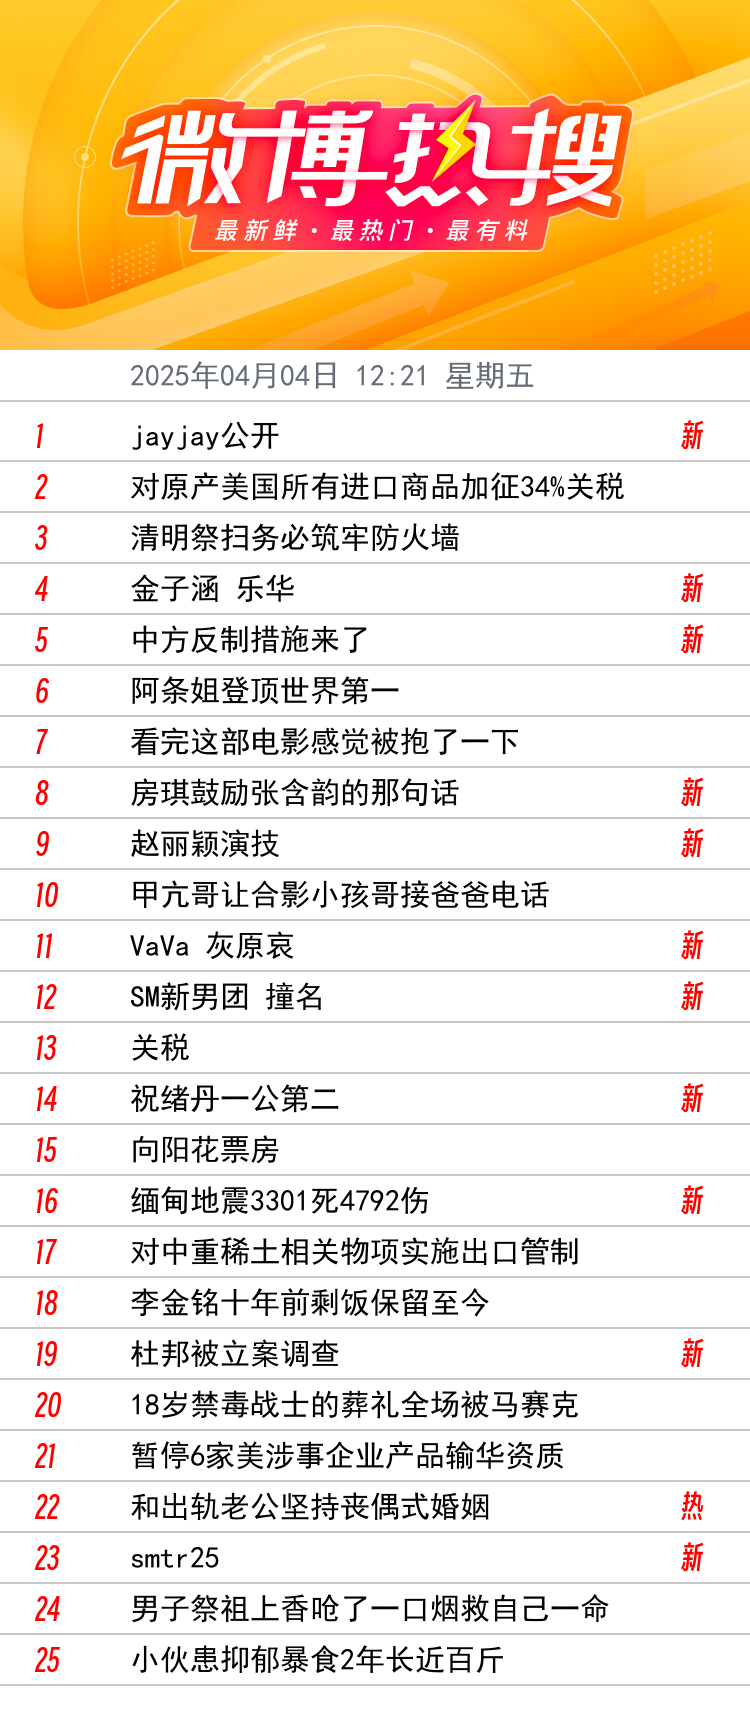 微博热搜
最新鲜·最热门·最有料
2025年04月04日 12:21 星期五
1 jayjay公开 新
2 对原产美国所有进口商品加征34%关税
3 清明祭扫务必筑牢防火墙
4 金子涵 乐华 新
5 中方反制措施来了 新
6 阿条姐登顶世界第一
7 看完这部电影感觉被抱了一下
8 房琪鼓励张含韵的那句话 新
9 赵丽颖演技 新
10 甲亢哥让合影小孩哥接爸爸电话
11 VaVa 灰原哀 新
12 SM新男团 撞名 新
13 关税
14 祝绪丹一公第二 新
15 向阳花票房
16 缅甸地震3301死4792伤 新
17 对中重稀土相关物项实施出口管制
18 李金铭十年前剩饭保留至今
19 杜邦被立案调查 新
20 18岁禁毒战士的葬礼全场被马赛克
21 暂停6家美涉事企业产品输华资质
22 和出轨老公坚持丧偶式婚姻 热
23 smtr25 新
24 男子祭祖上香呛了一口烟救自己一命
25 小伙患抑郁暴食2年长近百斤